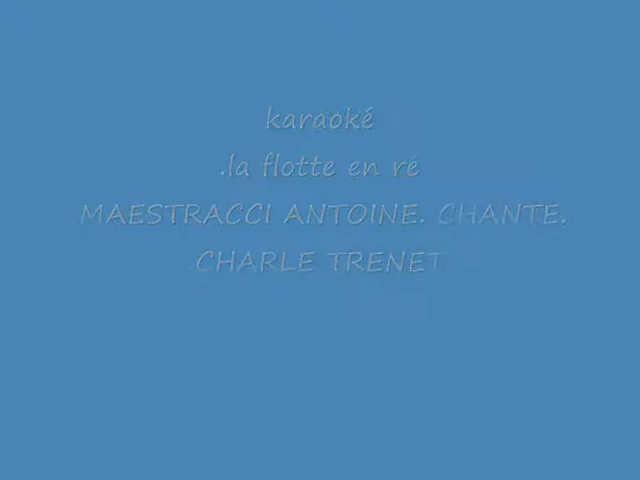 karaoké
.la flotte en ré
.MAESTRACCI ANTOINE. CHANTE.
.CHARLE TRENET.